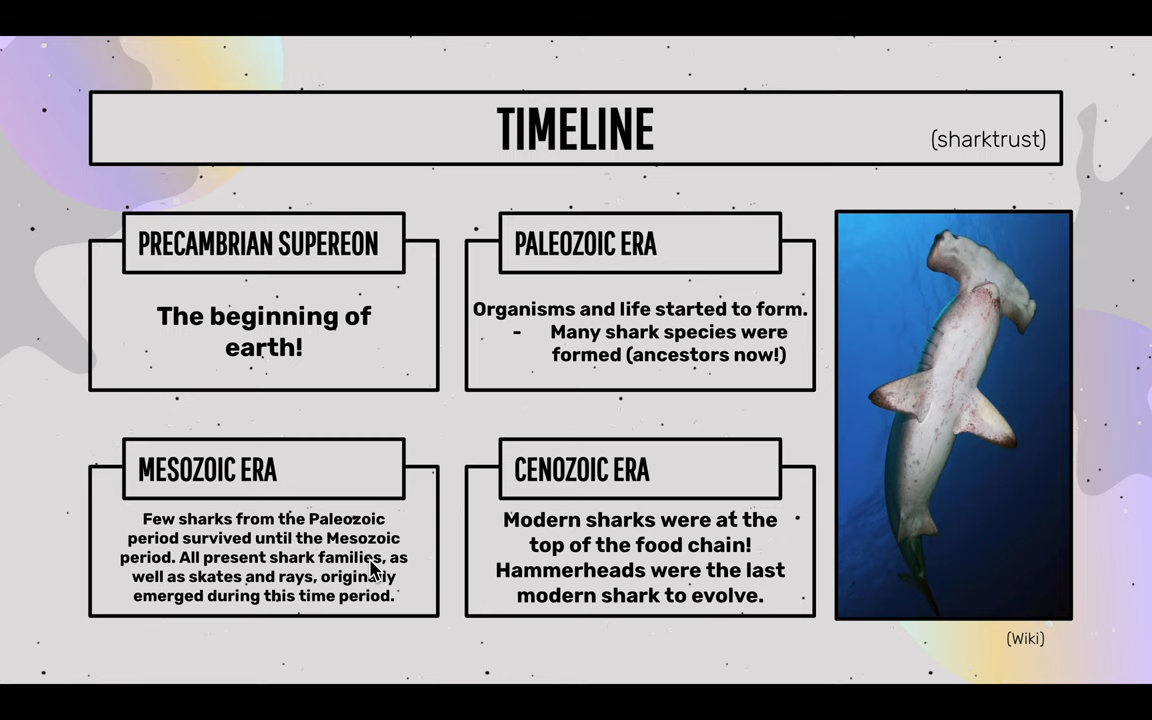 TIMELINE
(sharktrust)
PRECAMBRIAN SUPEREON
The beginning of
earth!
PALEOZOIC ERA
Organisms and life started to form.
- Many shark species were
formed (ancestors now!)
MESOZOIC ERA
Few sharks from the Paleozoic
period survived until the Mesozoic
period. All present shark families, as
well as skates and rays, originally
emerged during this time period.
CENOZOIC ERA
Modern sharks were at the
top of the food chain!
Hammerheads were the last
modern shark to evolve.
(Wiki)